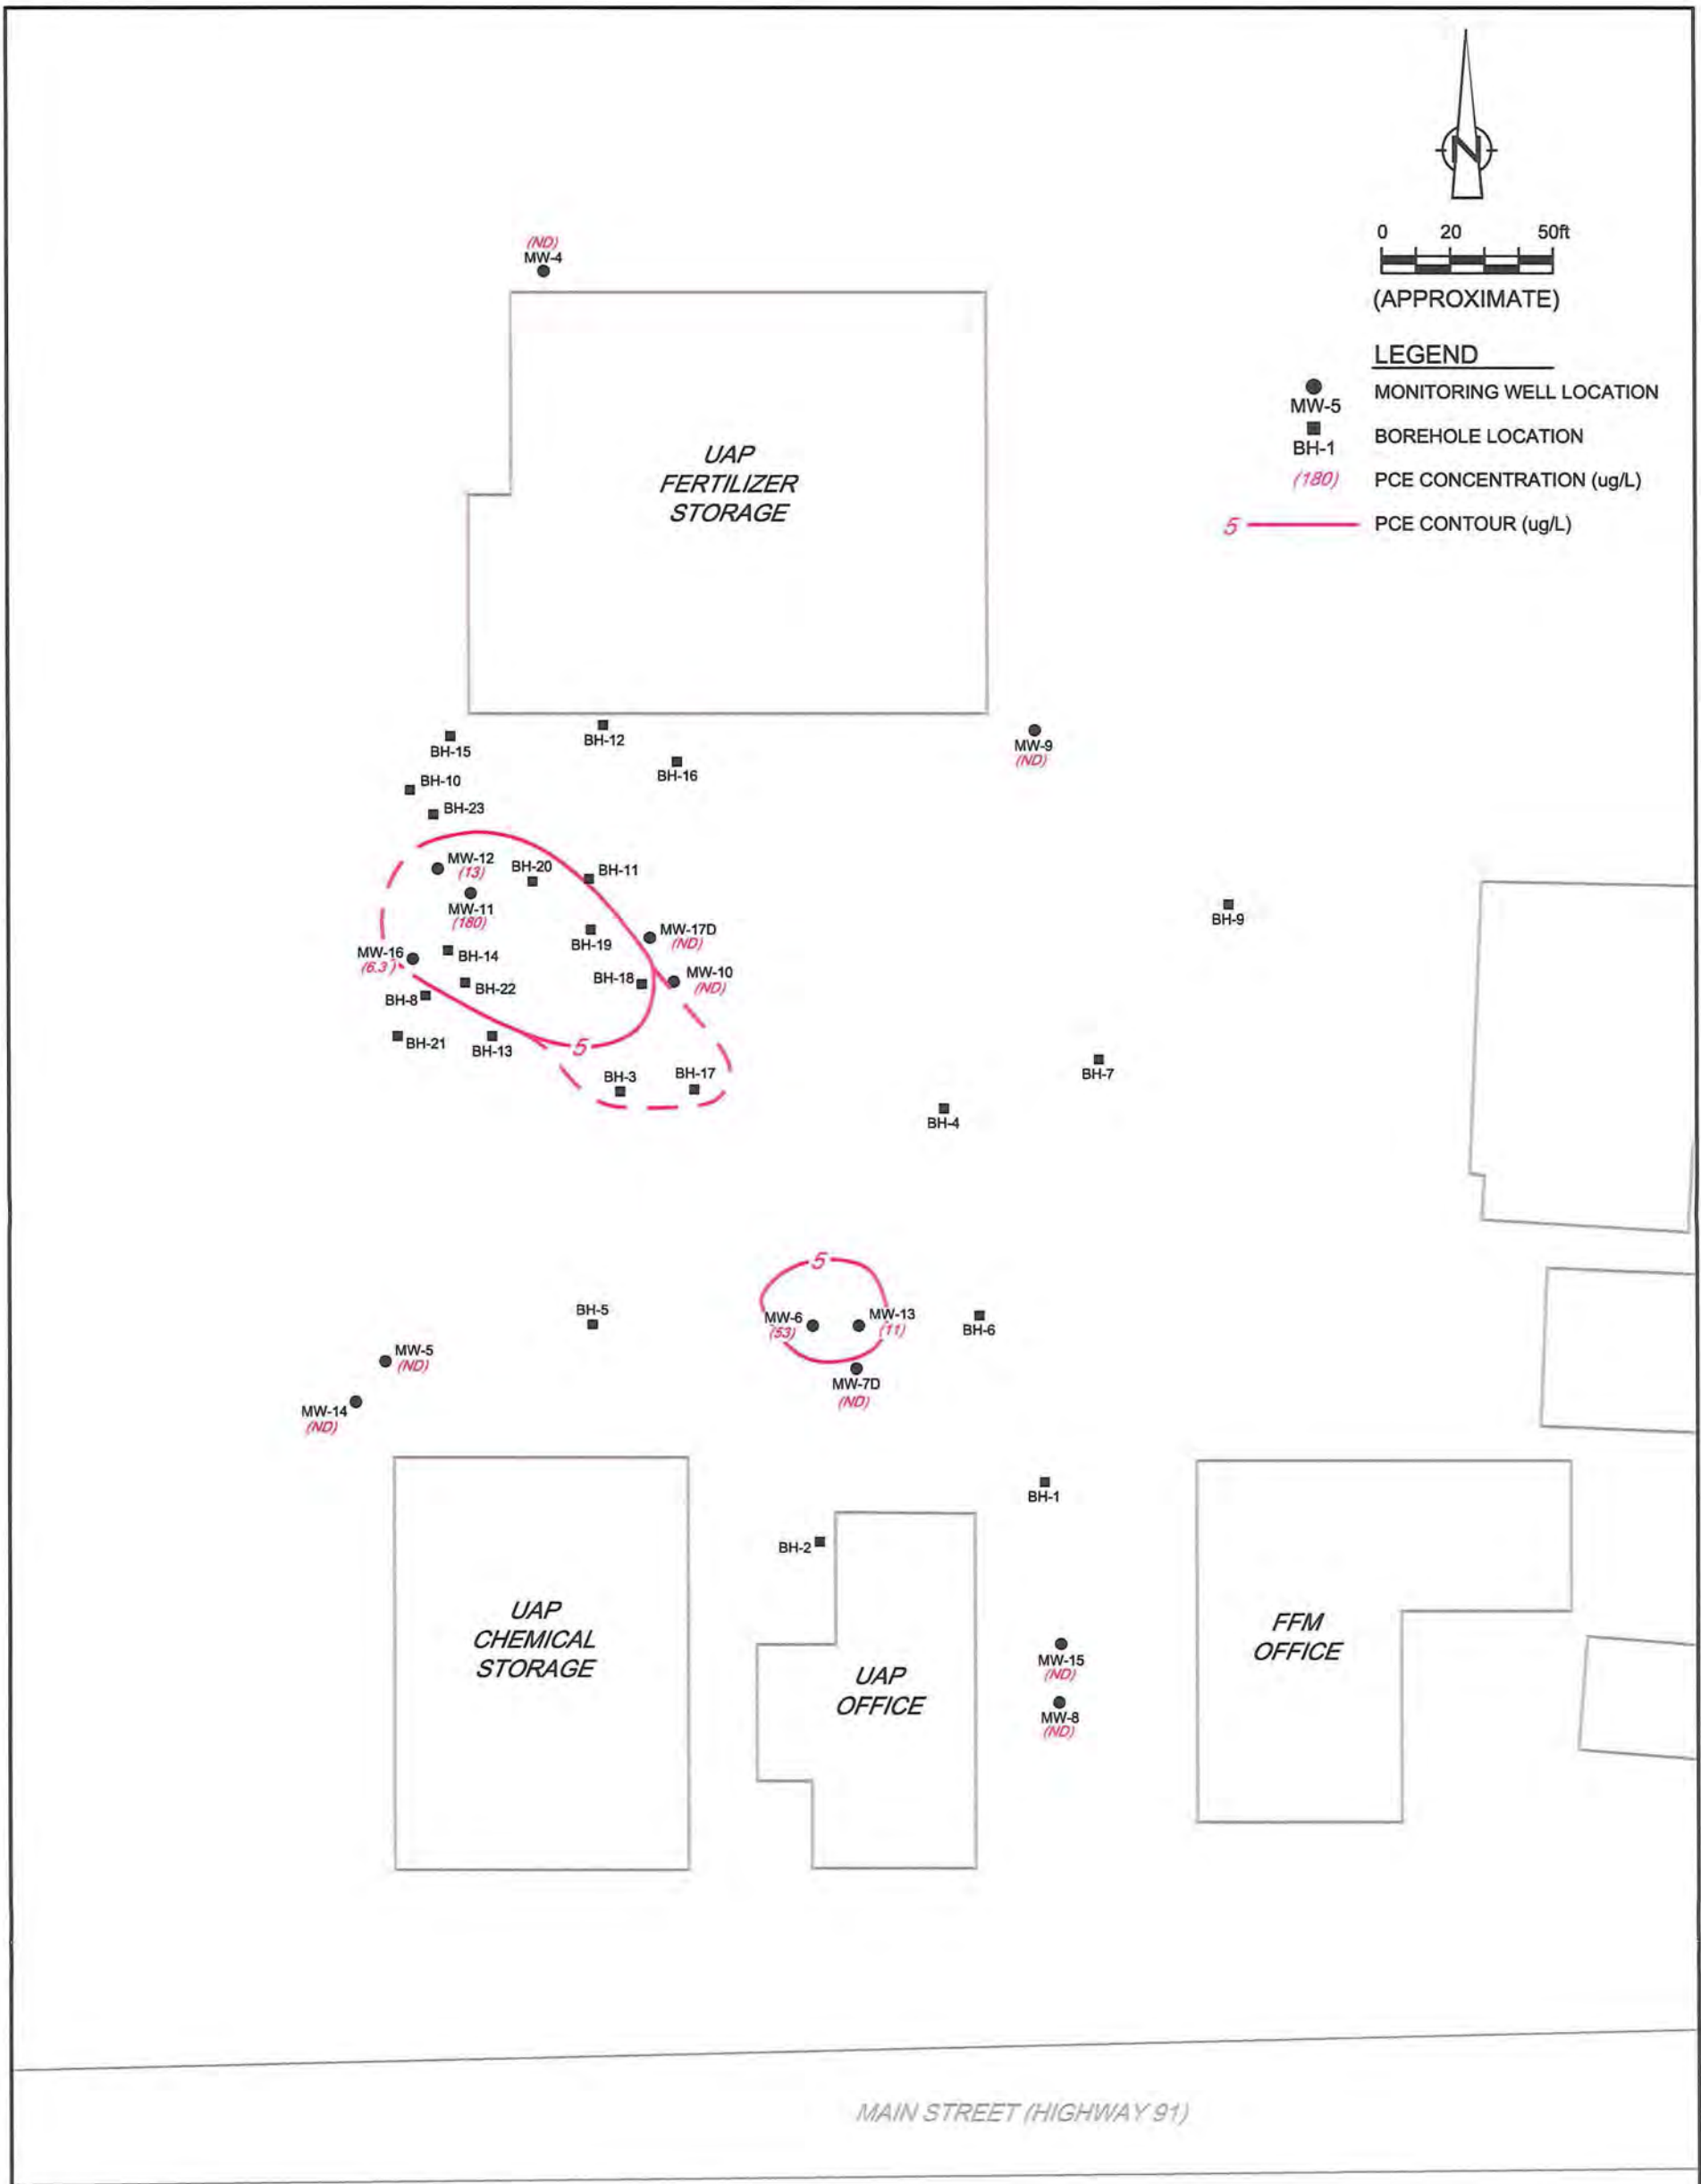 N
0 20 50ft
(APPROXIMATE)
LEGEND
MW-5 MONITORING WELL LOCATION
BH-1 BOREHOLE LOCATION
(180) PCE CONCENTRATION (ug/L)
5 PCE CONTOUR (ug/L)
(ND)
MW-4
UAP
FERTILIZER
STORAGE
BH-15
BH-12
BH-16
MW-9
(ND)
BH-10
BH-23
MW-12
(13)
BH-20
BH-11
MW-11
(180)
BH-9
BH-19
MW-17D
(ND)
MW-16
(6.3)
BH-14
BH-22
BH-18
MW-10
(ND)
BH-8
BH-21
BH-13
5
BH-3
BH-17
BH-7
BH-4
5
BH-5
MW-6
(53)
MW-13
(11)
BH-6
MW-5
(ND)
MW-7D
(ND)
MW-14
(ND)
BH-1
BH-2
UAP
CHEMICAL
STORAGE
UAP
OFFICE
MW-15
(ND)
MW-8
(ND)
FFM
OFFICE
MAIN STREET (HIGHWAY 91)